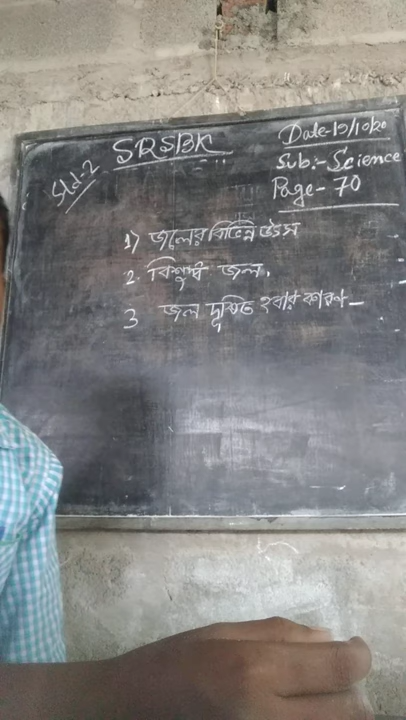 Std-2
SRSBK
Date-19/10/20
Sub:- Science
Page- 70
1) জলের বিভিন্ন উৎস
2. বিশুদ্ধ জল.
3 জল দূষিত হবার কারণ-